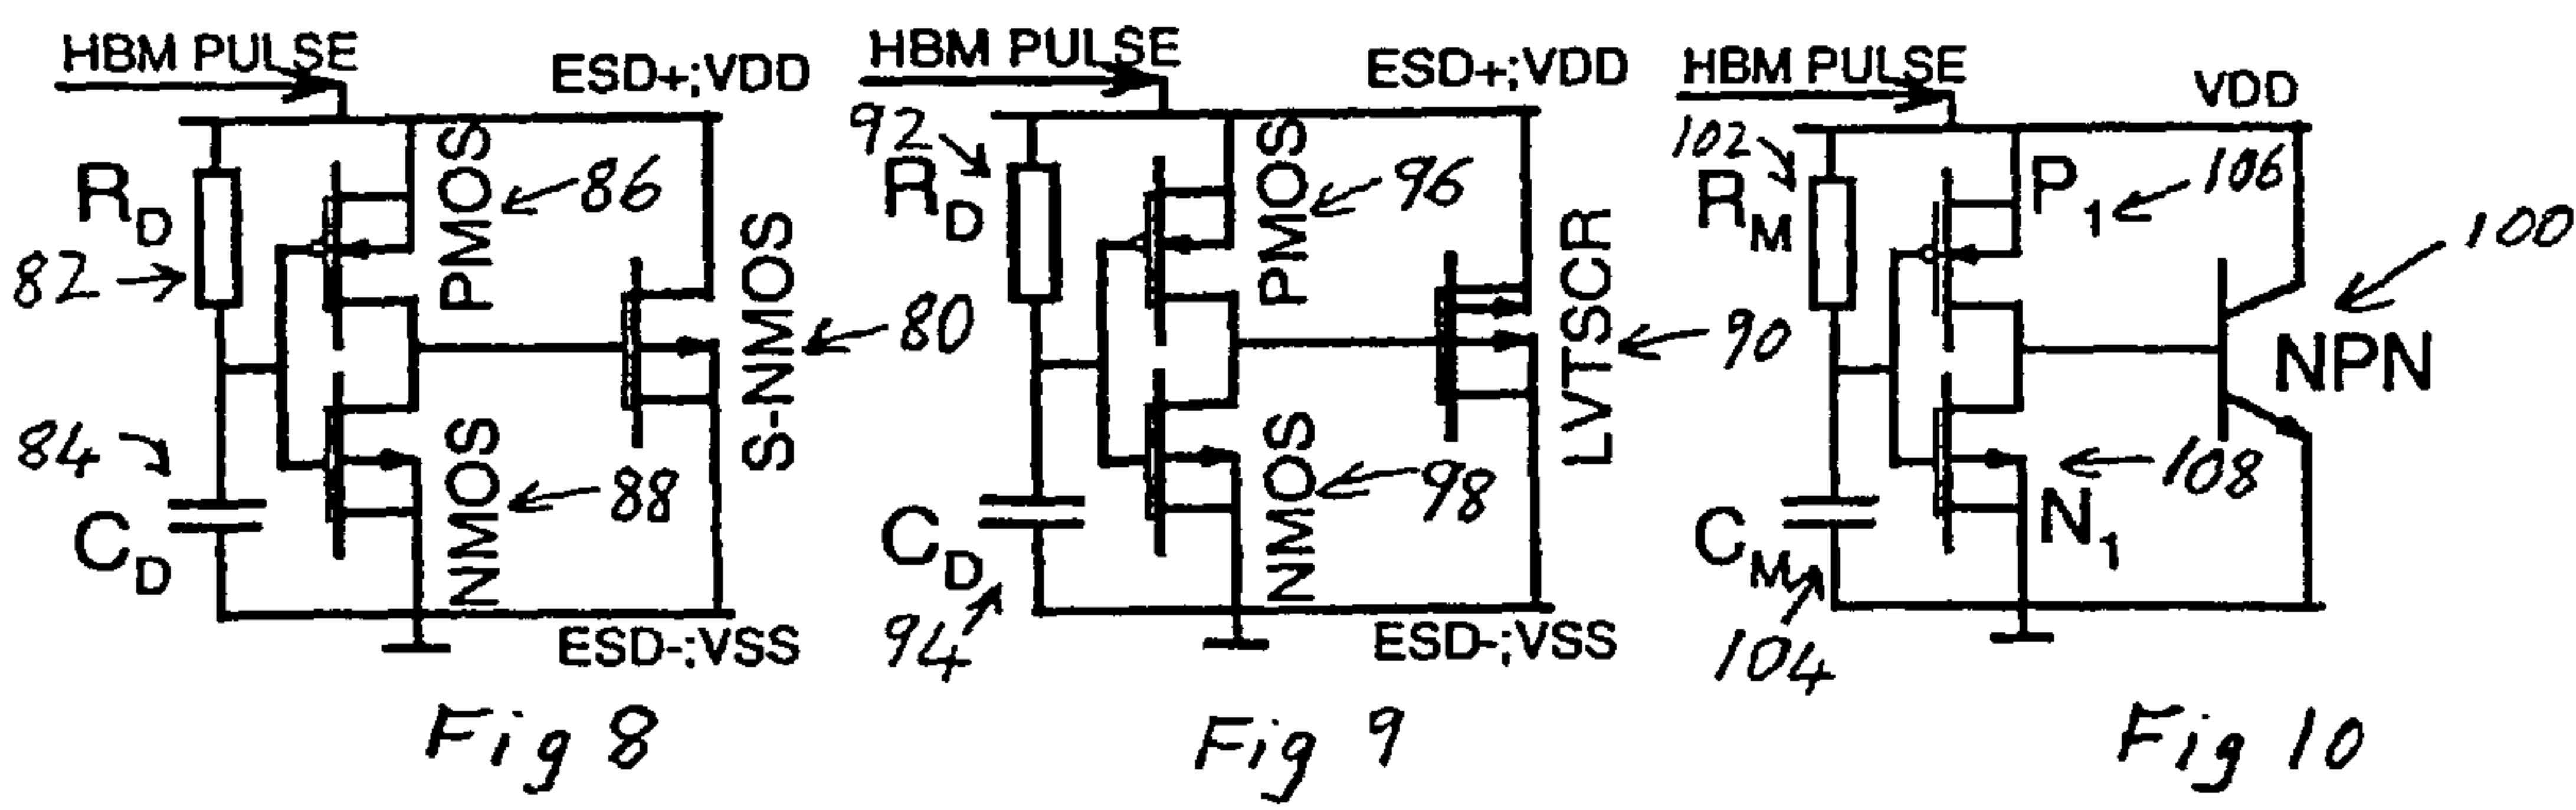 HBM PULSE
ESD+;VDD
82
R_D
84
C_D
PMOS
86
NMOS
88
S-NMOS
80
ESD-;VSS
Fig 8
HBM PULSE
ESD+;VDD
92
R_D
C_D
94
PMOS
96
NMOS
98
LVTSCR
90
ESD-;VSS
Fig 9
HBM PULSE
VDD
102
R_M
C_M
104
P_1
106
N_1
108
100
NPN
Fig 10